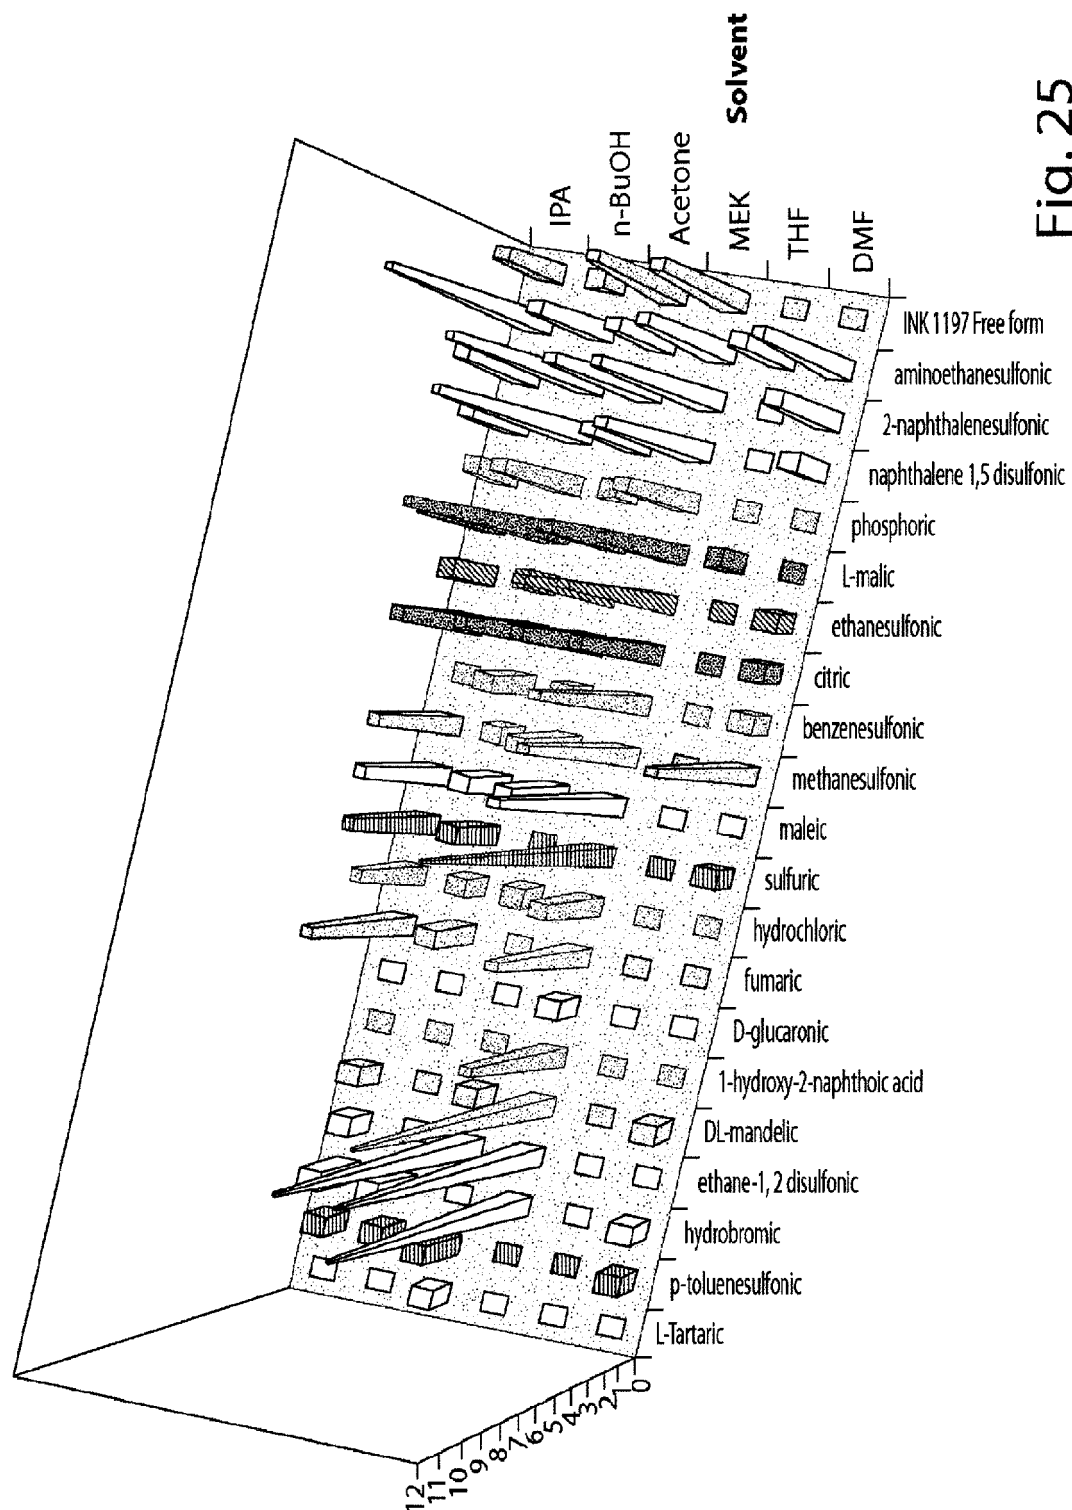 Fig. 25
Solvent
IPA
n-BuOH
Acetone
MEK
THF
DMF
INK 1197 Free form
aminoethanesulfonic
2-naphthalenesulfonic
naphthalene 1,5 disulfonic
phosphoric
L-malic
ethanesulfonic
citric
benzenesulfonic
methanesulfonic
maleic
sulfuric
hydrochloric
fumaric
D-glucaronic
1-hydroxy-2-naphthoic acid
DL-mandelic
ethane-1, 2 disulfonic
hydrobromic
p-toluenesulfonic
L-Tartaric
12
11
10
9
8
7
6
5
4
3
2
1
0